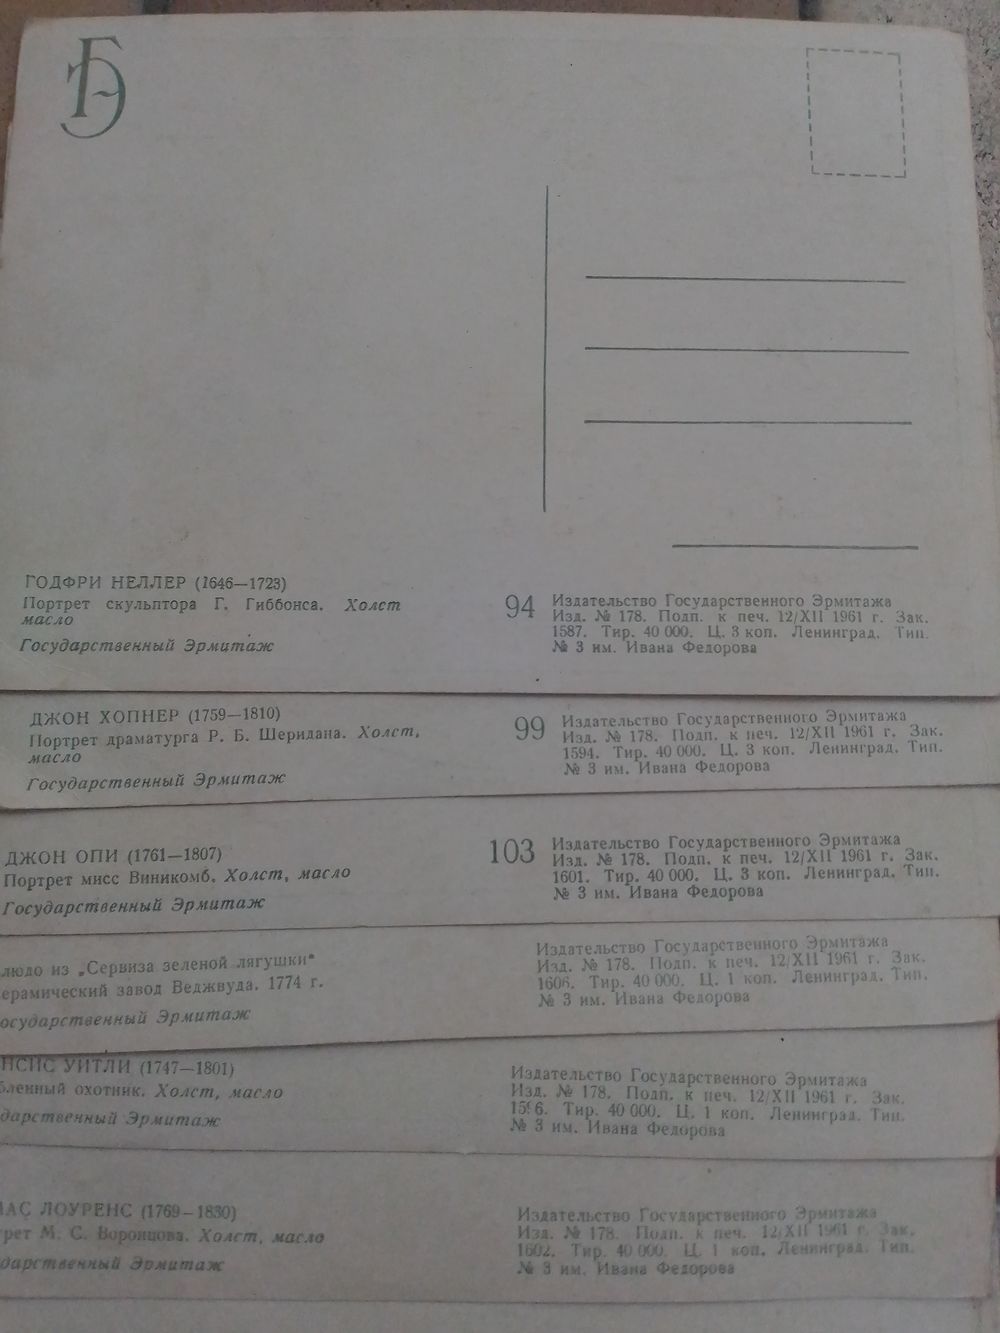 ГЭ
ГОДФРИ НЕЛЛЕР (1646—1723)
Портрет скульптора Г. Гиббонса. Холст
масло
Государственный Эрмитаж
94
Издательство Государственного Эрмитажа
Изд. № 178. Подп. к печ. 12/XII 1961 г. Зак.
1587. Тир. 40 000. Ц. 3 коп. Ленинград. Тип.
№ 3 им. Ивана Федорова
ДЖОН ХОПНЕР (1759—1810)
Портрет драматурга Р. Б. Шеридана. Холст,
масло
Государственный Эрмитаж
99
Издательство Государственного Эрмитажа
Изд. № 178. Подп. к печ. 12/XII 1961 г. Зак.
1594. Тир. 40 000. Ц. 3 коп. Ленинград. Тип.
№ 3 им. Ивана Федорова
ДЖОН ОПИ (1761—1807)
Портрет мисс Виникомб. Холст, масло
Государственный Эрмитаж
103
Издательство Государственного Эрмитажа
Изд. № 178. Подп. к печ. 12/XII 1961 г. Зак.
1601. Тир. 40 000. Ц. 3 коп. Ленинград. Тип.
№ 3 им. Ивана Федорова
людо из „Сервиза зеленой лягушки“
ерамический завод Веджвуда. 1774 г.
осударственный Эрмитаж
Издательство Государственного Эрмитажа
Изд. № 178. Подп. к печ. 12/XII 1961 г. Зак.
1606. Тир. 40 000. Ц. 1 коп. Ленинград. Тип.
№ 3 им. Ивана Федорова
НСИС УИТЛИ (1747—1801)
бленный охотник. Холст, масло
дарственный Эрмитаж
Издательство Государственного Эрмитажа
Изд. № 178. Подп. к печ. 12/XII 1961 г. Зак.
Тир. 40 000. Ц. 1 коп. Ленинград. Тип.
№ 3 им. Ивана Федорова
МАС ЛОУРЕНС (1769—1830)
трет М. С. Воронцова. Холст, масло
дарственный Эрмитаж
Издательство Государственного Эрмитажа
Изд. № 178. Подп. к печ. 12/XII 1961 г. Зак.
1602. Тир. 40 000. Ц. 1 коп. Ленинград. Тип.
№ 3 им. Ивана Федорова